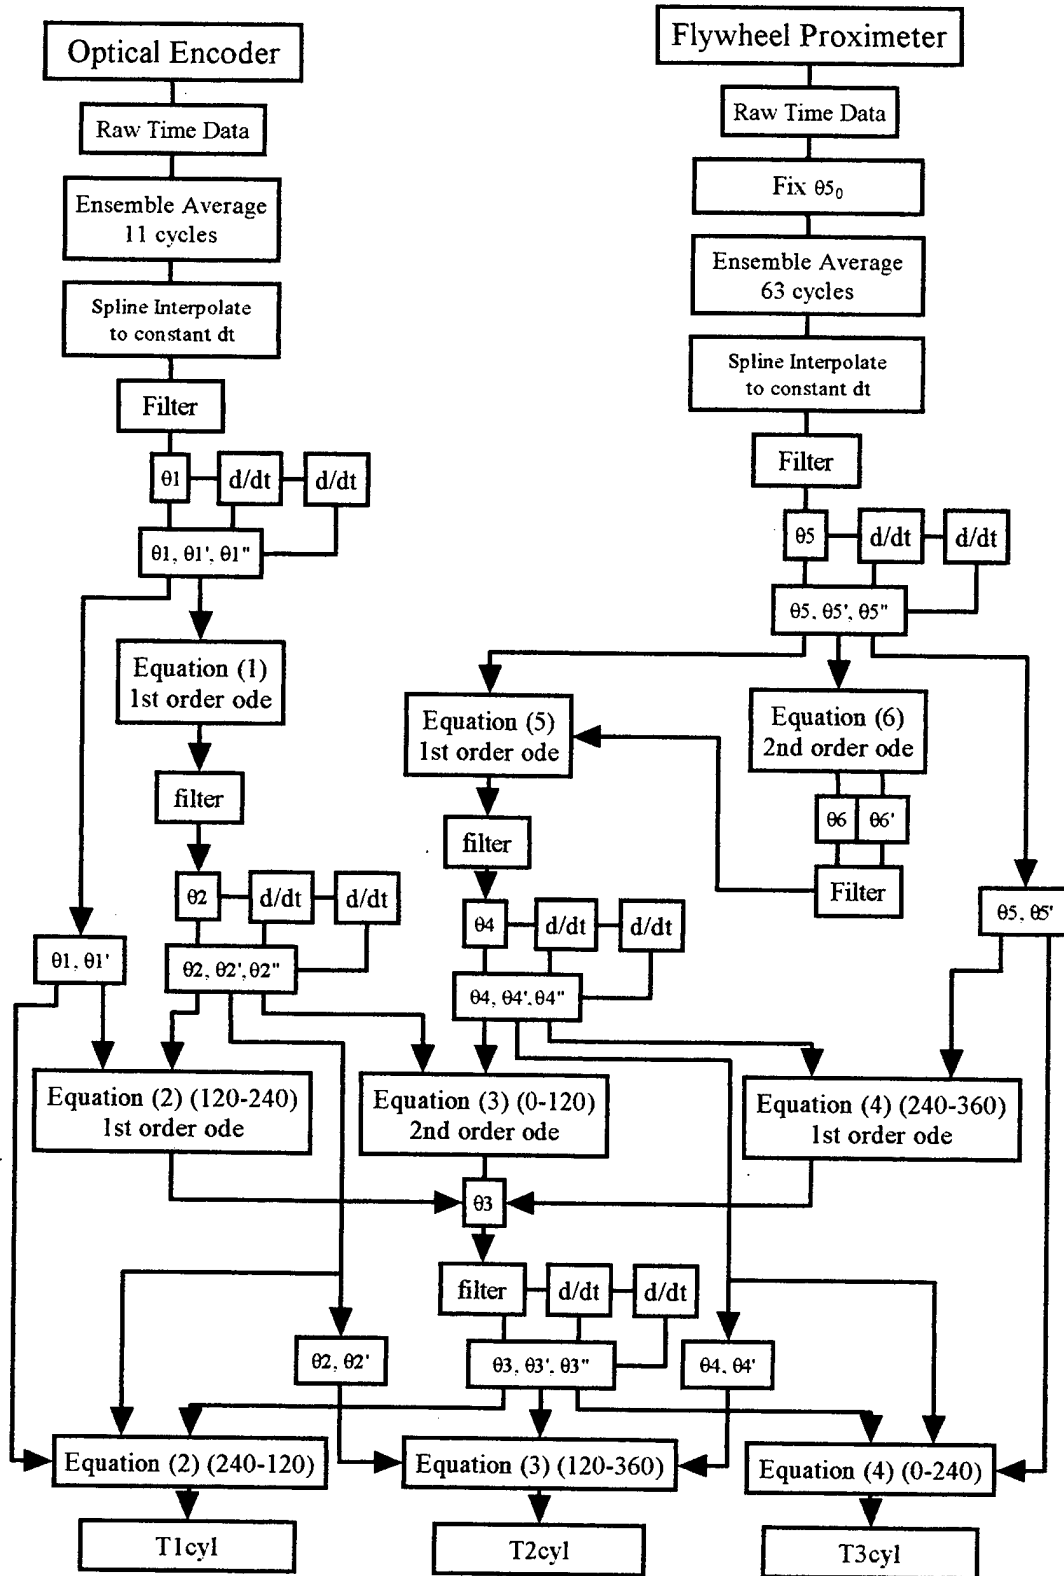 Optical Encoder
Flywheel Proximeter
Raw Time Data
Raw Time Data
Ensemble Average
11 cycles
Fix θ5₀
Spline Interpolate
to constant dt
Ensemble Average
63 cycles
Filter
Spline Interpolate
to constant dt
θ1
d/dt
d/dt
Filter
θ1, θ1', θ1"
θ5
d/dt
d/dt
θ5, θ5', θ5"
Equation (1)
1st order ode
Equation (5)
1st order ode
Equation (6)
2nd order ode
filter
filter
θ6
θ6'
Filter
θ2
d/dt
d/dt
θ4
d/dt
d/dt
θ5, θ5'
θ1, θ1'
θ2, θ2',θ2"
θ4, θ4',θ4"
Equation (2) (120-240)
1st order ode
Equation (3) (0-120)
2nd order ode
Equation (4) (240-360)
1st order ode
θ3
filter
d/dt
d/dt
θ2, θ2'
θ3, θ3', θ3"
θ4, θ4'
Equation (2) (240-120)
Equation (3) (120-360)
Equation (4) (0-240)
T1cyl
T2cyl
T3cyl